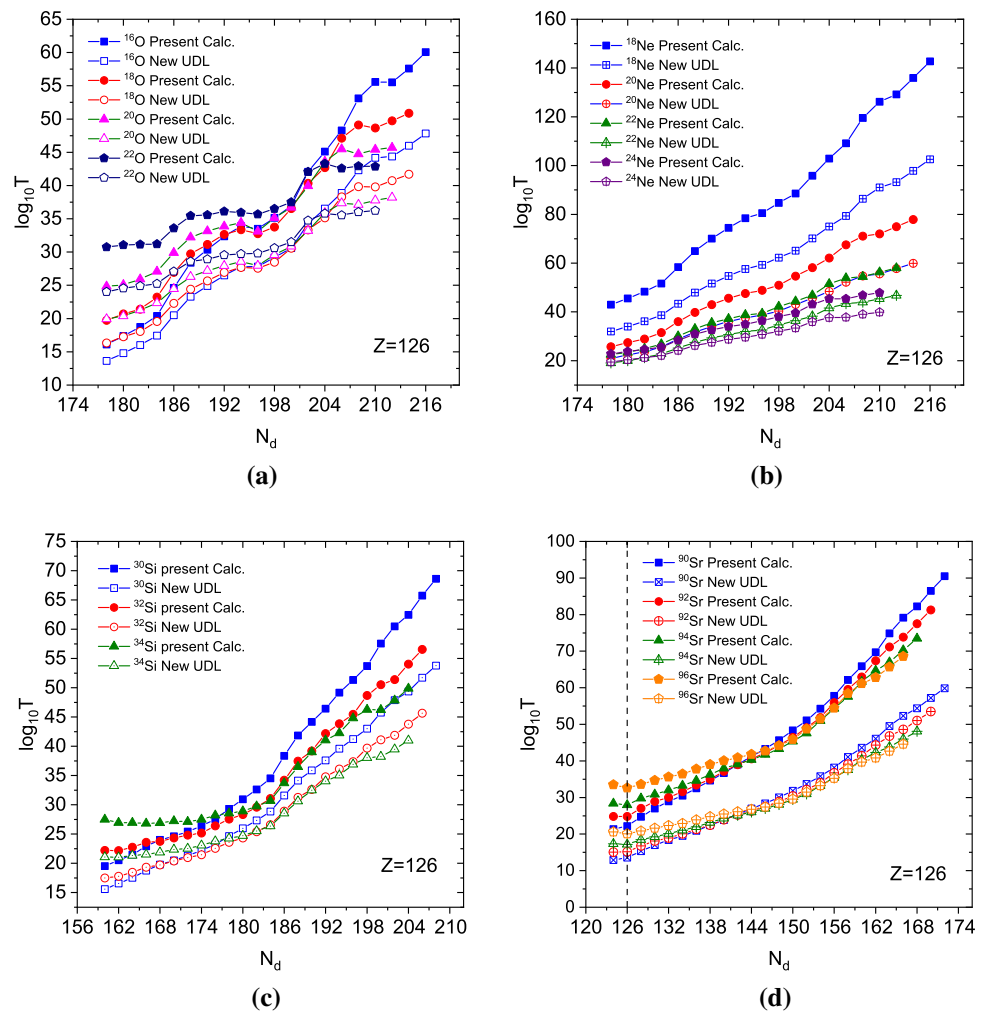 65
60
55
50
45
40
35
30
25
20
15
10
log10T
¹⁶O Present Calc.
¹⁶O New UDL
¹⁸O Present Calc.
¹⁸O New UDL
²⁰O Present Calc.
²⁰O New UDL
²²O Present Calc.
²²O New UDL
Z=126
174 180 186 192 198 204 210 216
Nd
(a)
160
140
120
100
80
60
40
20
log10T
¹⁸Ne Present Calc.
¹⁸Ne New UDL
²⁰Ne Present Calc.
²⁰Ne New UDL
²²Ne Present Calc.
²²Ne New UDL
²⁴Ne Present Calc.
²⁴Ne New UDL
Z=126
174 180 186 192 198 204 210 216
Nd
(b)
75
70
65
60
55
50
45
40
35
30
25
20
15
log10T
³⁰Si present Calc.
³⁰Si New UDL
³²Si present Calc.
³²Si New UDL
³⁴Si present Calc.
³⁴Si New UDL
Z=126
156 162 168 174 180 186 192 198 204 210
Nd
(c)
100
90
80
70
60
50
40
30
20
10
0
log10T
⁹⁰Sr Present Calc.
⁹⁰Sr New UDL
⁹²Sr Present Calc.
⁹²Sr New UDL
⁹⁴Sr Present Calc.
⁹⁴Sr New UDL
⁹⁶Sr Present Calc.
⁹⁶Sr New UDL
Z=126
120 126 132 138 144 150 156 162 168 174
Nd
(d)